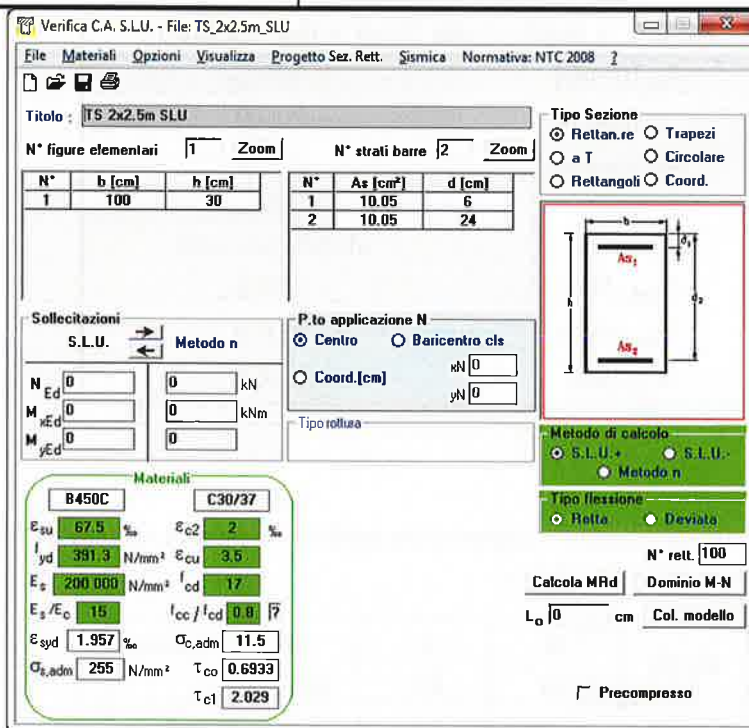 Verifica C.A. S.L.U. - File: TS_2x2.5m_SLU
File Materiali Opzioni Visualizza Progetto Sez. Rett. Sismica Normativa: NTC 2008 ?
Titolo : TS 2x2.5m SLU
N° figure elementari 1 Zoom
N° strati barre 2 Zoom
N° b [cm] h [cm]
1 100 30
N° As [cm²] d [cm]
1 10.05 6
2 10.05 24
Tipo Sezione
Rettan.re Trapezi
a T Circolare
Rettangoli Coord.
b
d₁
As₁
h
d₂
As₂
Sollecitazioni
S.L.U. Metodo n
N Ed 0 0 kN
M xEd 0 0 kNm
M yEd 0 0
P.to applicazione N
Centro Baricentro cls
Coord.[cm] xN 0
yN 0
Tipo rottura
Metodo di calcolo
S.L.U.+ S.L.U.-
Metodo n
Tipo flessione
Retta Deviata
N° rett. 100
Calcola MRd Dominio M-N
L₀ 0 cm Col. modello
Precompresso
Materiali
B450C C30/37
εsu 67.5 ‰ εc2 2 ‰
fyd 391.3 N/mm² εcu 3.5
Es 200 000 N/mm² fcd 17
Es/Ec 15 fcc / fcd 0.8 ?
εsyd 1.957 ‰ σc,adm 11.5
σs,adm 255 N/mm² τco 0.6933
τc1 2.029